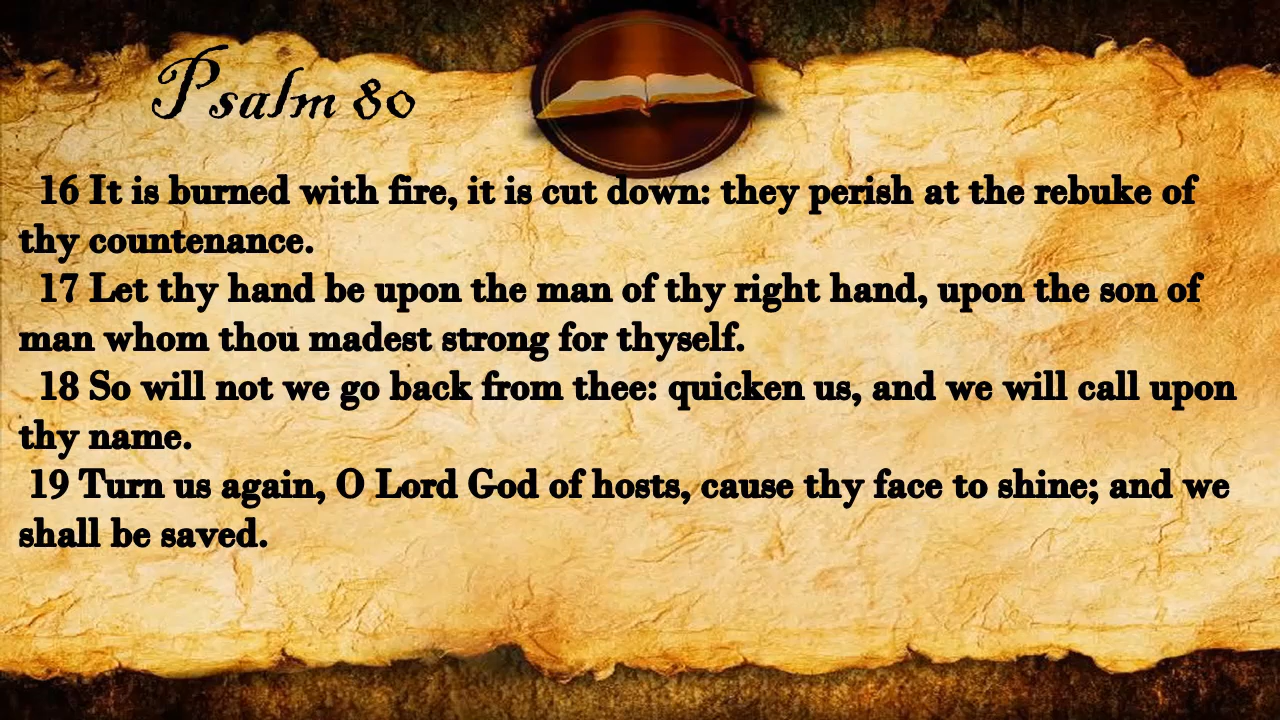 Psalm 80
16 It is burned with fire, it is cut down: they perish at the rebuke of
thy countenance.
17 Let thy hand be upon the man of thy right hand, upon the son of
man whom thou madest strong for thyself.
18 So will not we go back from thee: quicken us, and we will call upon
thy name.
19 Turn us again, O Lord God of hosts, cause thy face to shine; and we
shall be saved.